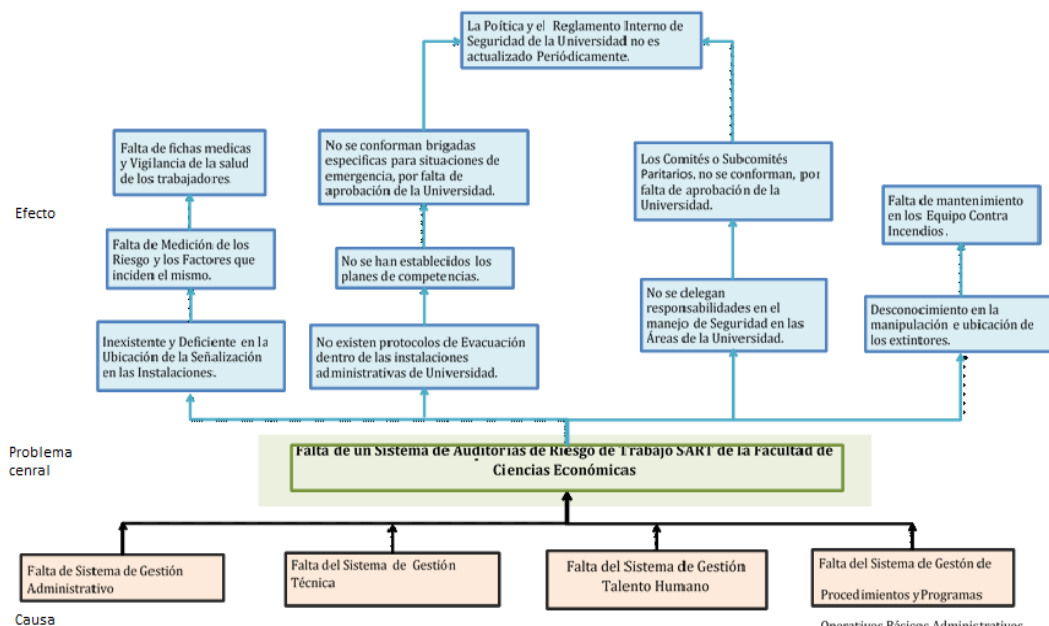 La Poítica y el Reglamento Interno de
Seguridad de la Universidad no es
actualizado Periódicamente.
Falta de fichas medicas
y Vigilancia de la salud
de los trabajadores.
No se conforman brigadas
especificas para situaciones de
emergencia, por falta de
aprobación de la Universidad.
Los Comités o Subcomités
Paritarios, no se conforman, por
falta de aprobación de la
Universidad.
Falta de mantenimiento
en los Equipo Contra
Incendios.
Efecto
Falta de Medición de los
Riesgo y los Factores que
inciden el mismo.
No se han establecidos los
planes de competencias.
No se delegan
responsabilidades en el
manejo de Seguridad en las
Áreas de la Universidad.
Desconocimiento en la
manipulación e ubicación de
los extintores.
Inexistente y Deficiente en la
Ubicación de la Señalización
en las Instalaciones.
No existen protocolos de Evacuación
dentro de las instalaciones
administrativas de Universidad.
Problema
cenral
Falta de un Sistema de Auditorías de Riesgo de Trabajo SART de la Facultad de
Ciencias Económicas
Falta de Sistema de Gestión
Administrativo
Falta del Sistema de Gestión
Técnica
Falta del Sistema de Gestión
Talento Humano
Falta del Sistema de Gestón de
Procedimientos y Programas
Operativos Básicos Administrativos
Causa